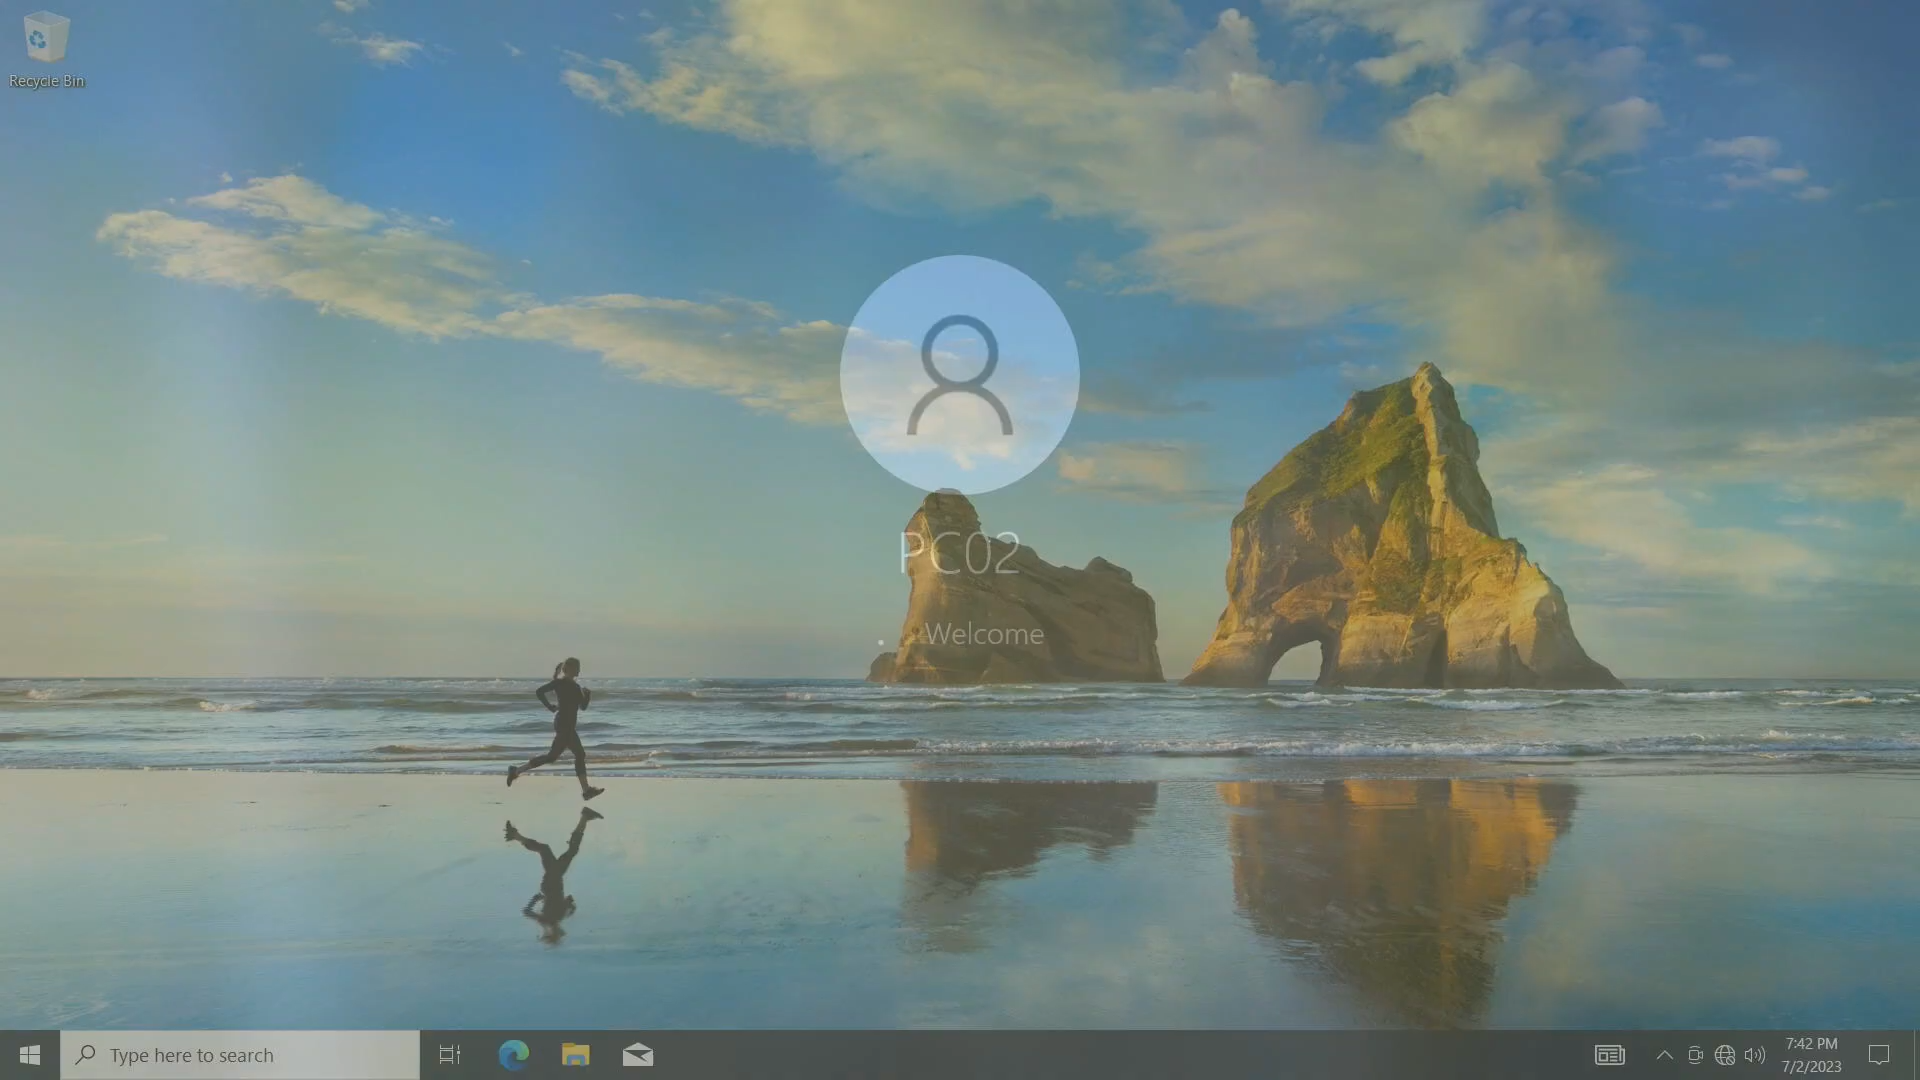 Recycle Bin
PC02
Welcome
Type here to search
7:42 PM
7/2/2023